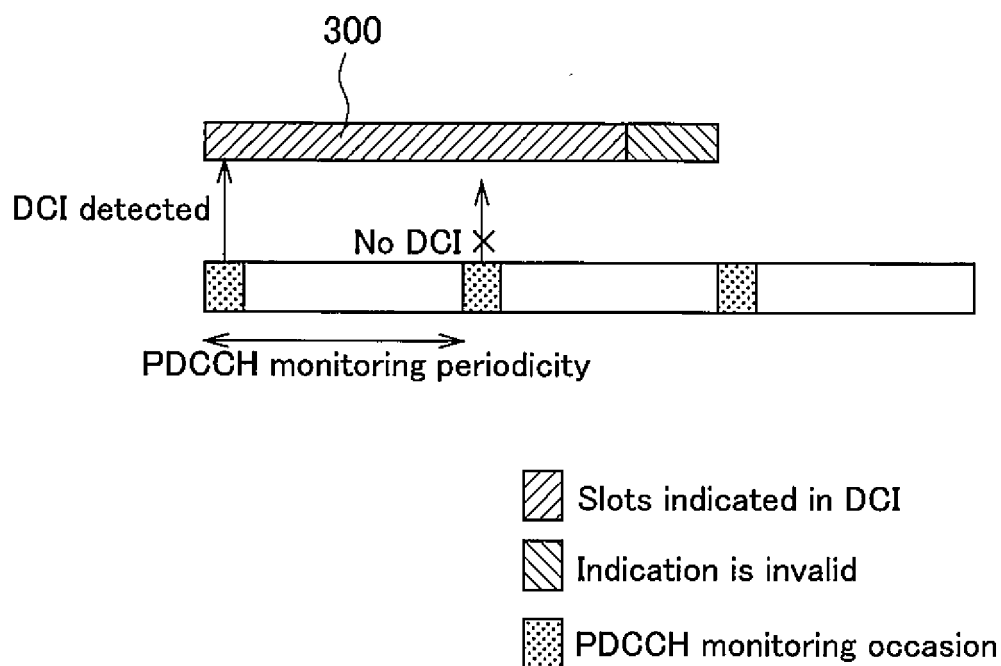 300
DCI detected
No DCI
PDCCH monitoring periodicity
Slots indicated in DCI
Indication is invalid
PDCCH monitoring occasion